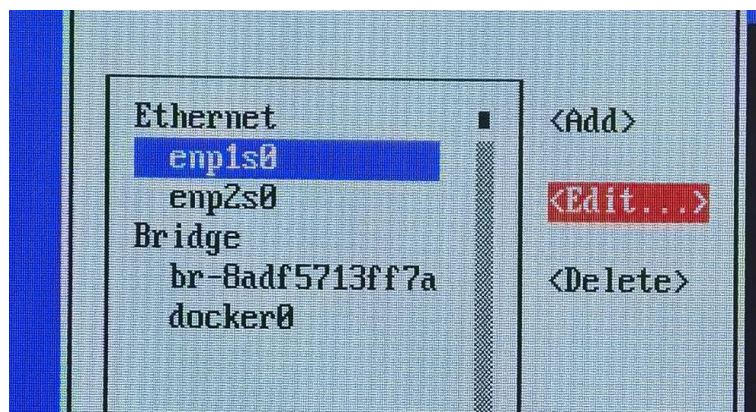 Ethernet
enp1s0
enp2s0
Bridge
br-8adf5713ff7a
docker0
<Add>
<Edit...>
<Delete>